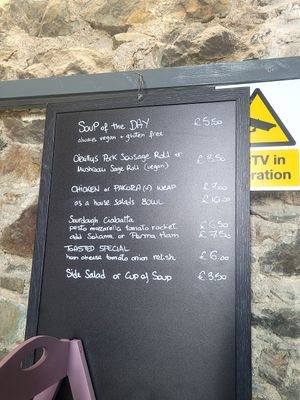 SOUP of the DAY £5.50
always vegan + gluten free
Pork Sausage Roll or £3.50
Mushroom Sage Roll (vegan)
CHICKEN or PAKORA (v) WRAP £7.00
as a house salads BOWL £10.00
Sourdough Ciabatta
pesto mozzarella tomato rocket £6.50
add Salami or Parma Ham £7.50
TOASTED SPECIAL
ham cheese tomato onion relish £6.00
Side Salad or Cup of Soup £3.50
TV in
ration